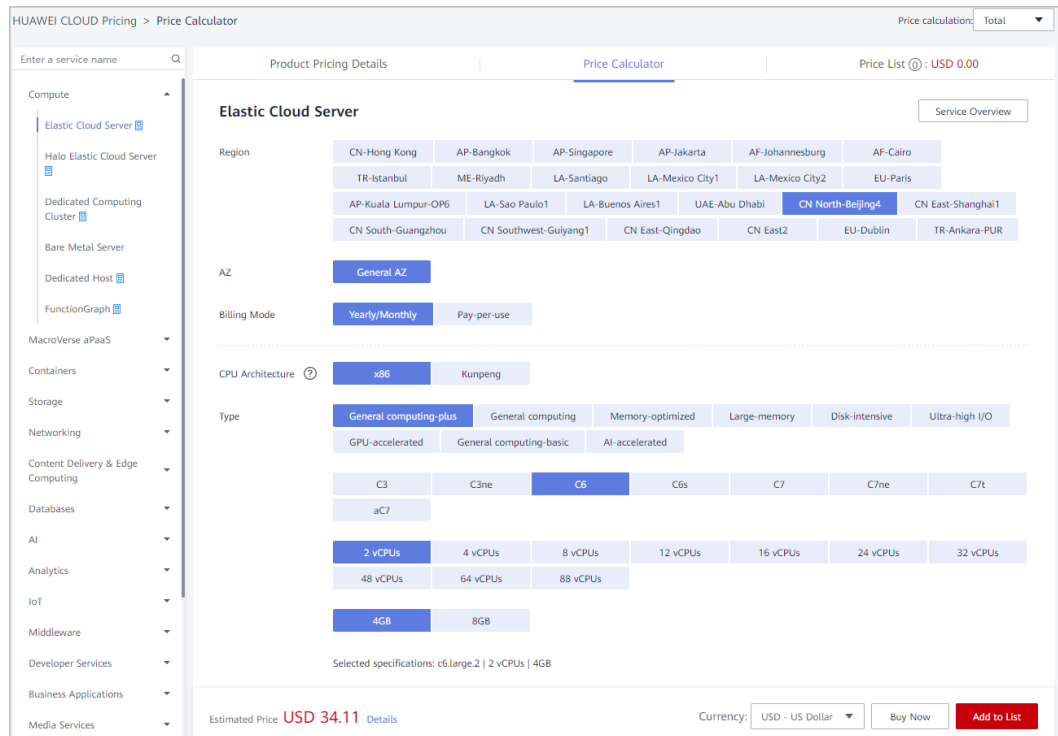 HUAWEI CLOUD Pricing > Price Calculator
Price calculation: Total
Enter a service name
Compute
Elastic Cloud Server
Halo Elastic Cloud Server
Dedicated Computing
Cluster
Bare Metal Server
Dedicated Host
FunctionGraph
MacroVerse aPaaS
Containers
Storage
Networking
Content Delivery & Edge
Computing
Databases
AI
Analytics
IoT
Middleware
Developer Services
Business Applications
Media Services
Product Pricing Details
Price Calculator
Price List (0) : USD 0.00
Elastic Cloud Server
Service Overview
Region
CN-Hong Kong AP-Bangkok AP-Singapore AP-Jakarta AF-Johannesburg AF-Cairo
TR-Istanbul ME-Riyadh LA-Santiago LA-Mexico City1 LA-Mexico City2 EU-Paris
AP-Kuala Lumpur-OP6 LA-Sao Paulo1 LA-Buenos Aires1 UAE-Abu Dhabi CN North-Beijing4 CN East-Shanghai1
CN South-Guangzhou CN Southwest-Guiyang1 CN East-Qingdao CN East2 EU-Dublin TR-Ankara-PUR
AZ General AZ
Billing Mode Yearly/Monthly Pay-per-use
CPU Architecture ? x86 Kunpeng
Type General computing-plus General computing Memory-optimized Large-memory Disk-intensive Ultra-high I/O
GPU-accelerated General computing-basic AI-accelerated
C3 C3ne C6 C6s C7 C7ne C7t
aC7
2 vCPUs 4 vCPUs 8 vCPUs 12 vCPUs 16 vCPUs 24 vCPUs 32 vCPUs
48 vCPUs 64 vCPUs 88 vCPUs
4GB 8GB
Selected specifications: c6.large.2 | 2 vCPUs | 4GB
Estimated Price USD 34.11 Details
Currency: USD - US Dollar Buy Now Add to List